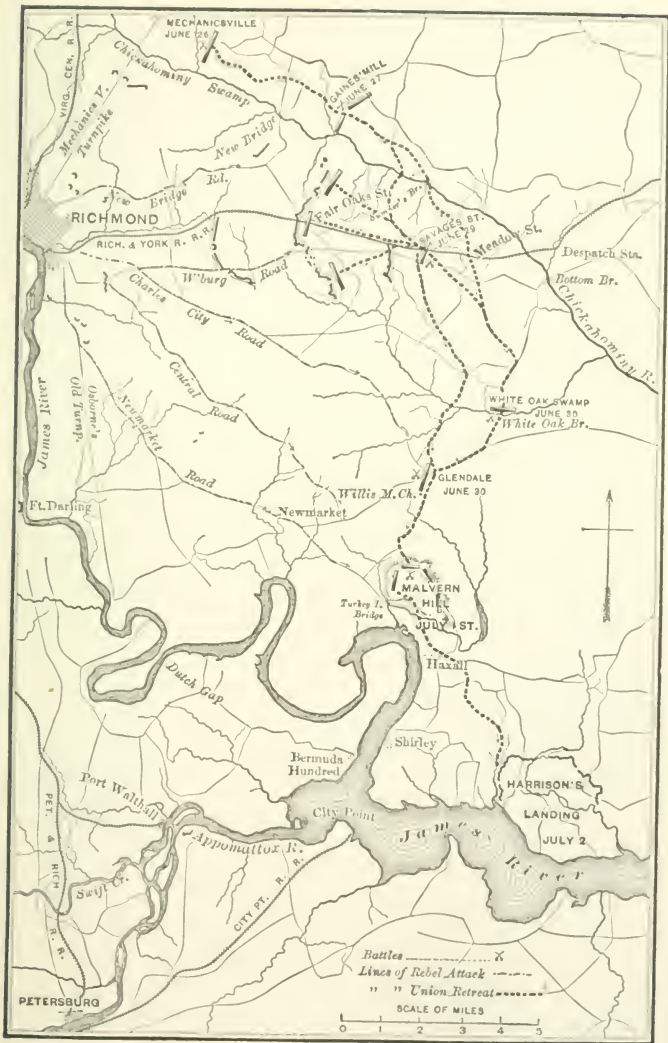 MECHANICSVILLE
JUNE 26
VIRG. CEN. R. R.
Chickahominy Swamp
GAINES' MILL
JUNE 27
Mechanics V.
Turnpike
New Bridge
New Bridge Rd.
RICHMOND
Fair Oaks St.
RICH. & YORK R. R.R.
SAVAGES ST.
JUNE 29
Meadow St.
Despatch Sta.
W'burg Road
Bottom Br.
Chickahominy R.
Charles City Road
Central Road
James River
Osborne's
Old Turnp.
Newmarket Road
WHITE OAK SWAMP
JUNE 30
White Oak Br.
GLENDALE
JUNE 30
Willis M. Ch.
Ft. Darling
Newmarket
MALVERN
HILL
JULY 1ST.
Turkey I.
Bridge
Haxall
Dutch Gap
Shirley
Bermuda
Hundred
HARRISON'S
LANDING
JULY 2
Port Walthall
City Point
James River
Appomattox R.
PET. & RICH R. R.
Swift Cr.
CITY PT. R. R.
PETERSBURG
Battles
Lines of Rebel Attack
" " Union Retreat
SCALE OF MILES
0 1 2 3 4 5